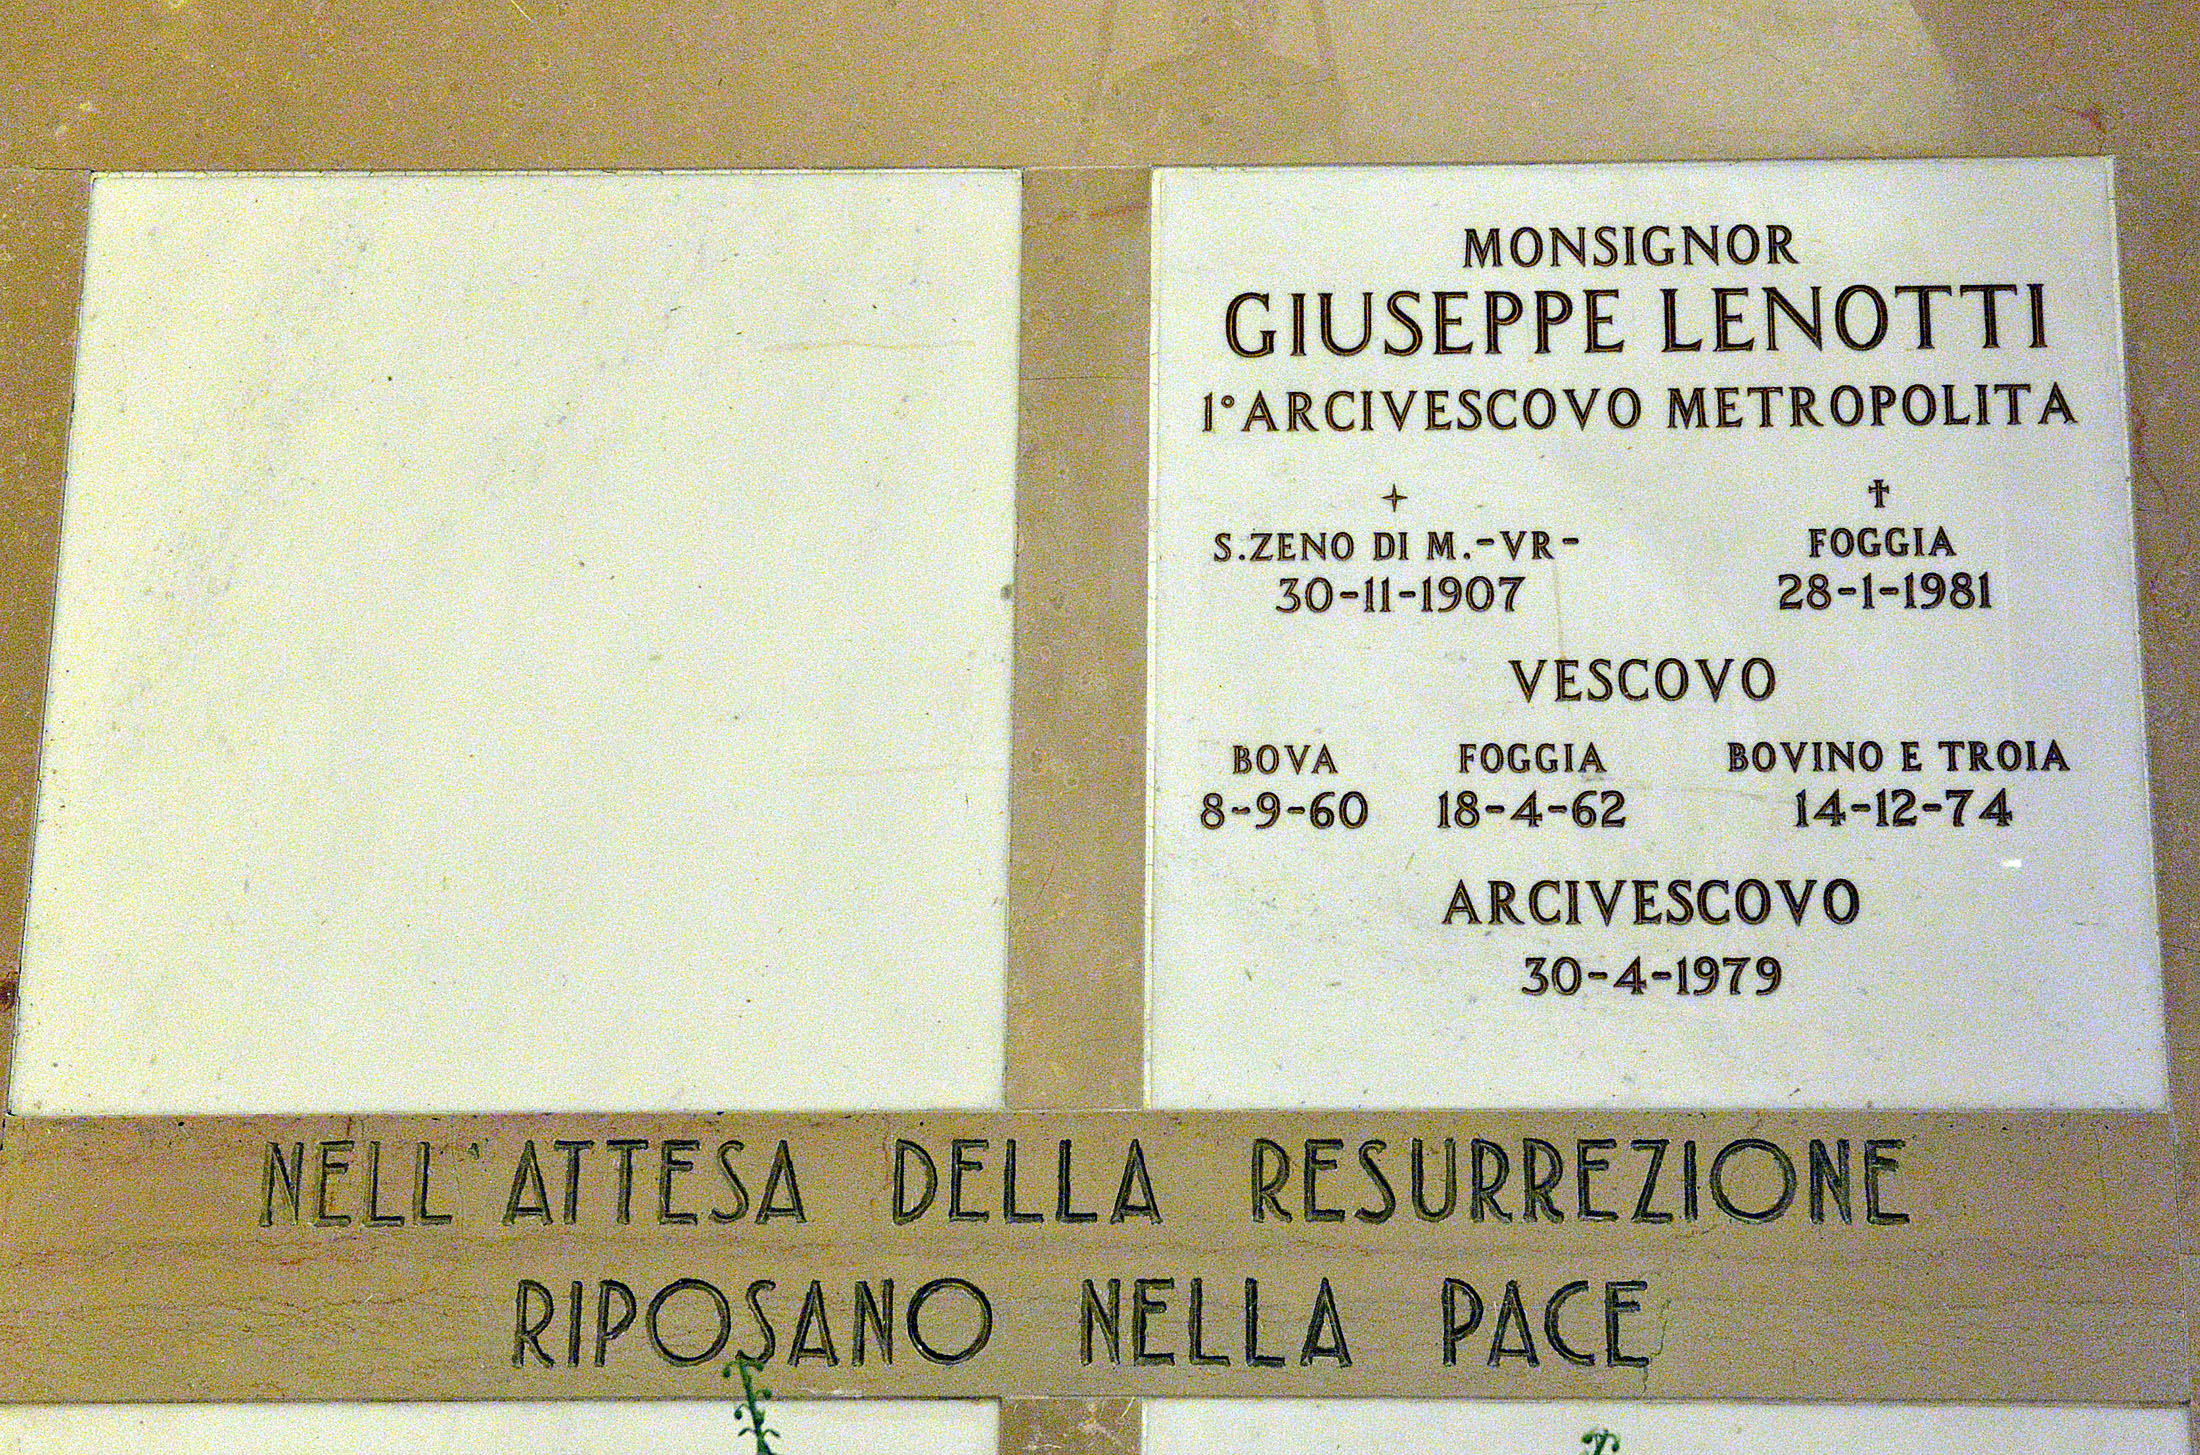 MONSIGNOR
GIUSEPPE LENOTTI
1° ARCIVESCOVO METROPOLITA
S.ZENO DI M.-VR- FOGGIA
30-11-1907 28-1-1981
VESCOVO
BOVA FOGGIA BOVINO E TROIA
8-9-60 18-4-62 14-12-74
ARCIVESCOVO
30-4-1979
NELL'ATTESA DELLA RESURREZIONE
RIPOSANO NELLA PACE